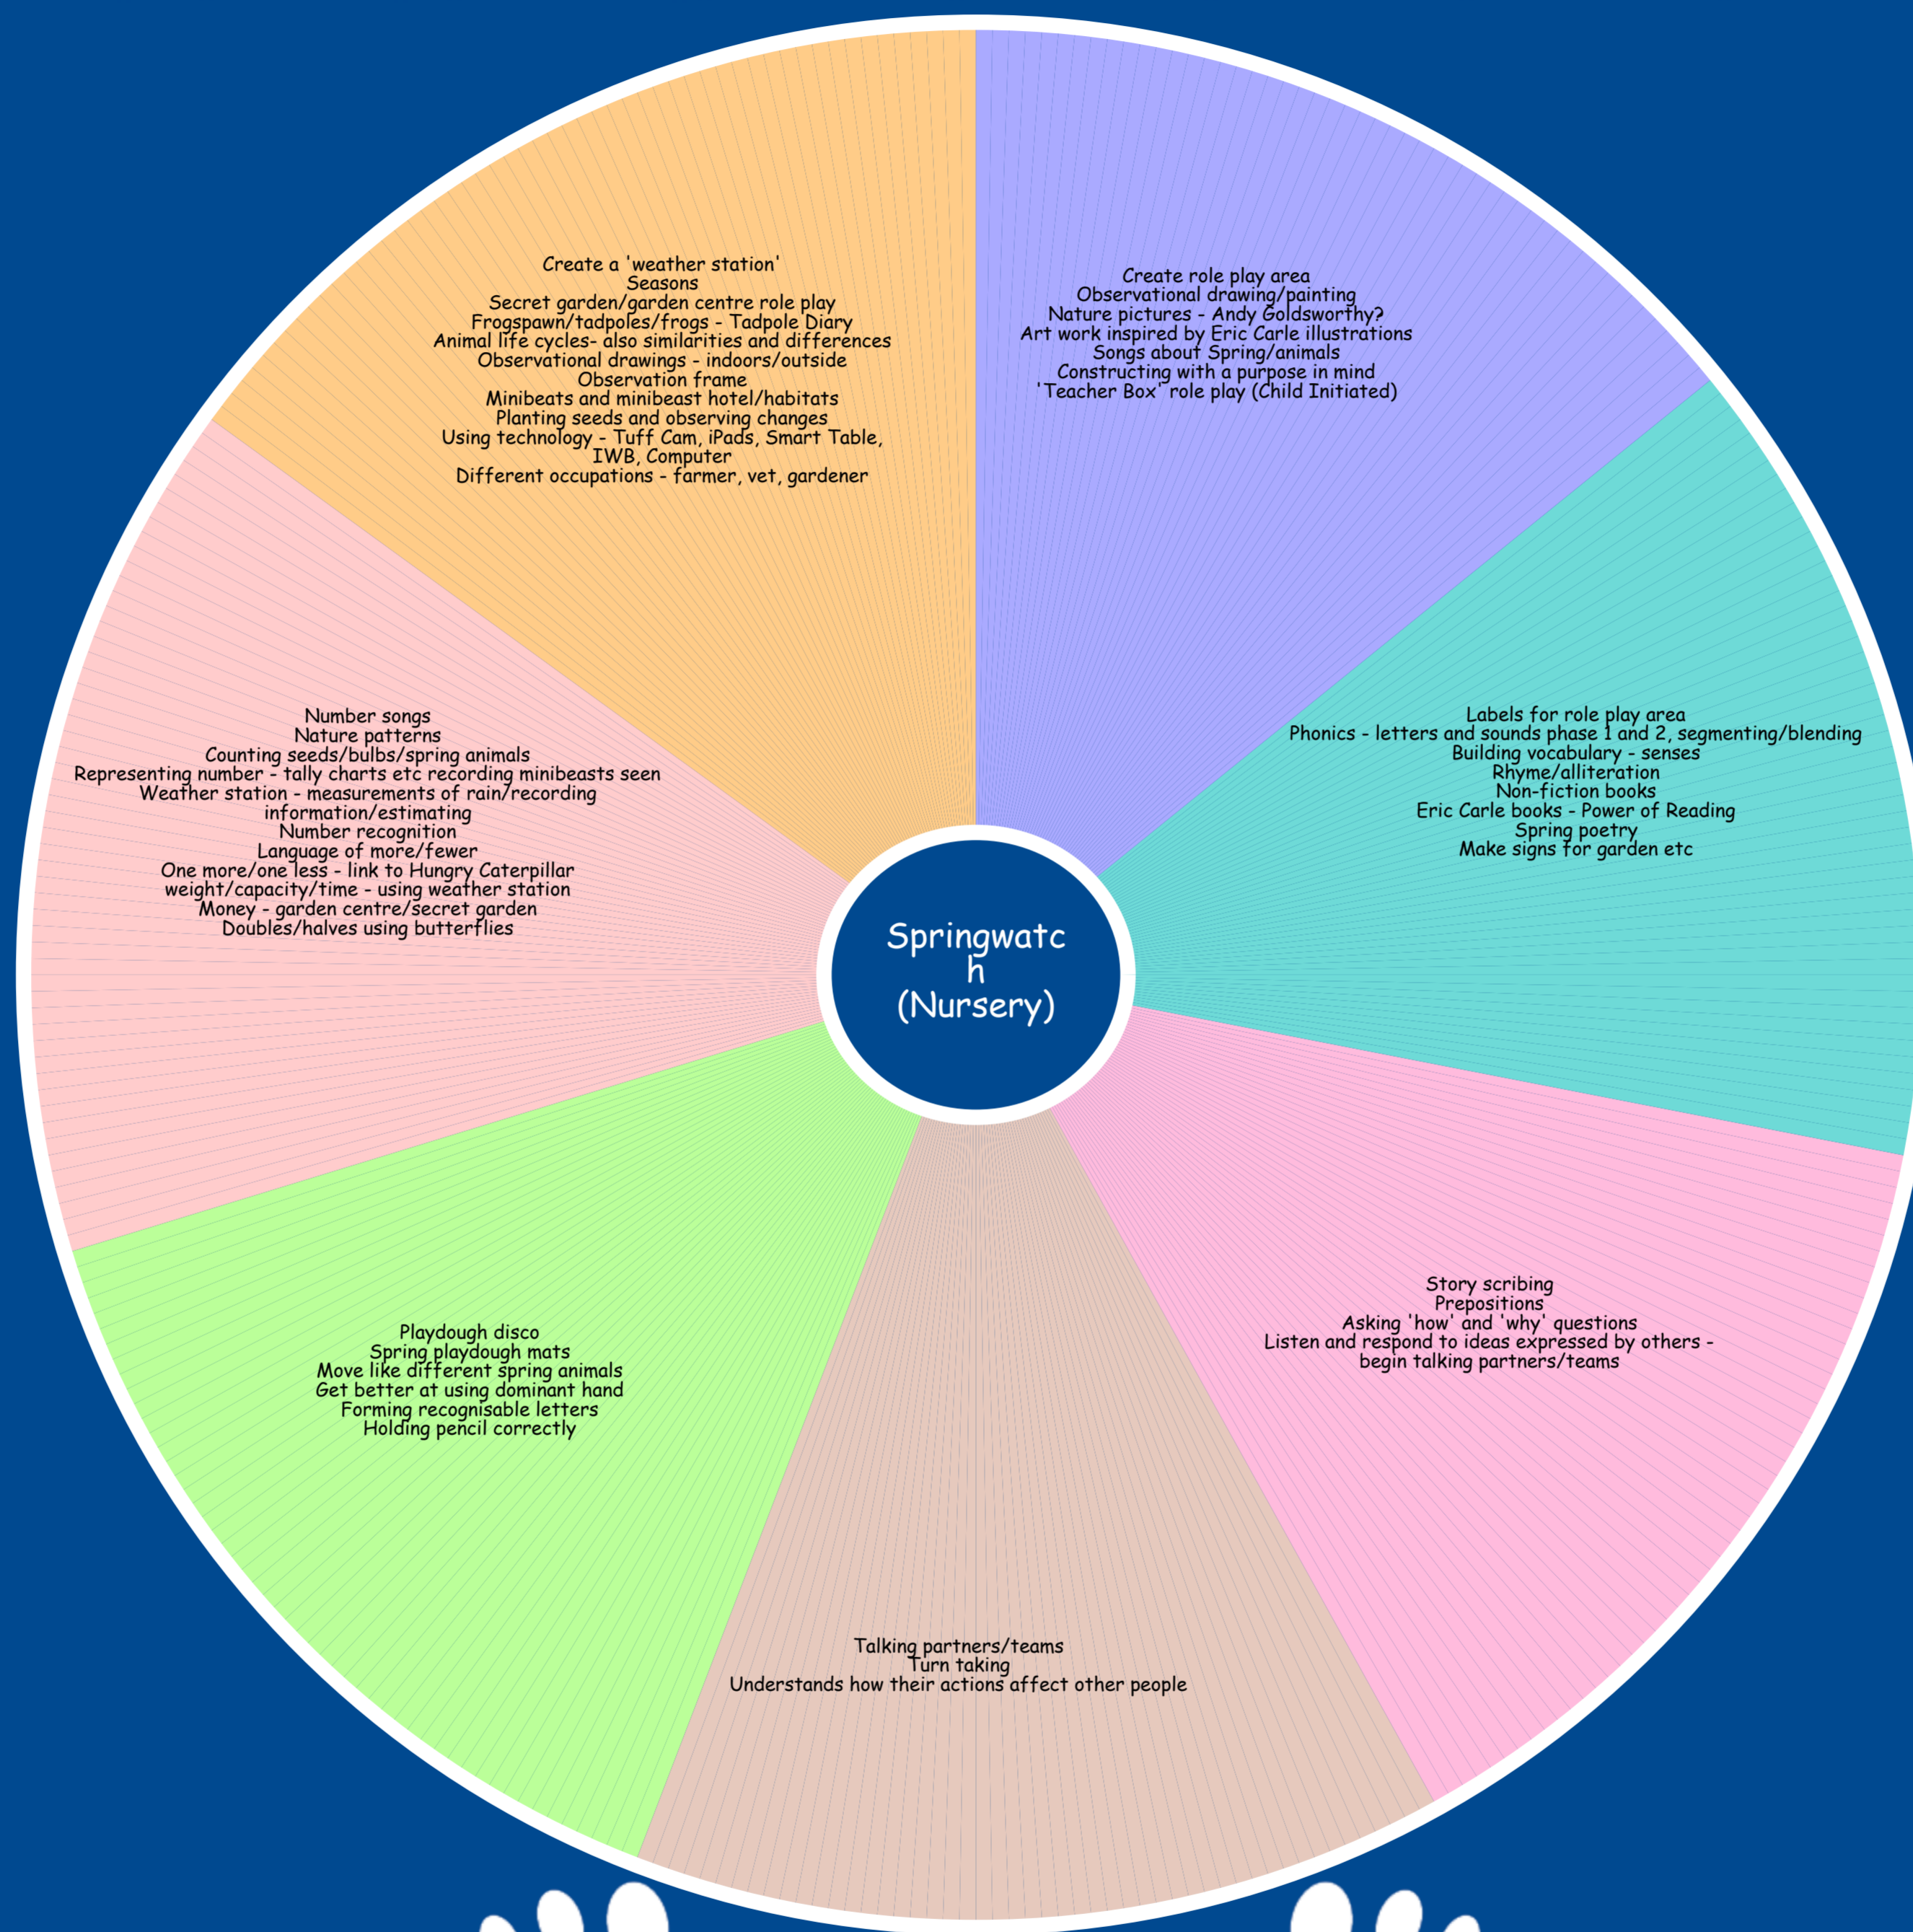 Create a 'weather station'
Seasons
Secret garden/garden centre role play
Frogspawn/tadpoles/frogs - Tadpole Diary
Animal life cycles- also similarities and differences
Observational drawings - indoors/outside
Observation frame
Minibeats and minibeast hotel/habitats
Planting seeds and observing changes
Using technology - Tuff Cam, iPads, Smart Table,
IWB, Computer
Different occupations - farmer, vet, gardener
Create role play area
Observational drawing/painting
Nature pictures - Andy Goldsworthy?
Art work inspired by Eric Carle illustrations
Songs about Spring/animals
Constructing with a purpose in mind
'Teacher Box' role play (Child Initiated)
Number songs
Nature patterns
Counting seeds/bulbs/spring animals
Representing number - tally charts etc recording minibeasts seen
Weather station - measurements of rain/recording
information/estimating
Number recognition
Language of more/fewer
One more/one less - link to Hungry Caterpillar
weight/capacity/time - using weather station
Money - garden centre/secret garden
Doubles/halves using butterflies
Labels for role play area
Phonics - letters and sounds phase 1 and 2, segmenting/blending
Building vocabulary - senses
Rhyme/alliteration
Non-fiction books
Eric Carle books - Power of Reading
Spring poetry
Make signs for garden etc
Springwatc
h
(Nursery)
Story scribing
Prepositions
Asking 'how' and 'why' questions
Listen and respond to ideas expressed by others -
begin talking partners/teams
Playdough disco
Spring playdough mats
Move like different spring animals
Get better at using dominant hand
Forming recognisable letters
Holding pencil correctly
Talking partners/teams
Turn taking
Understands how their actions affect other people